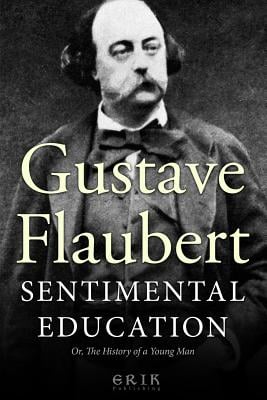 Gustave
Flaubert
SENTIMENTAL
EDUCATION
Or, The History of a Young Man
ERIK
Publishing